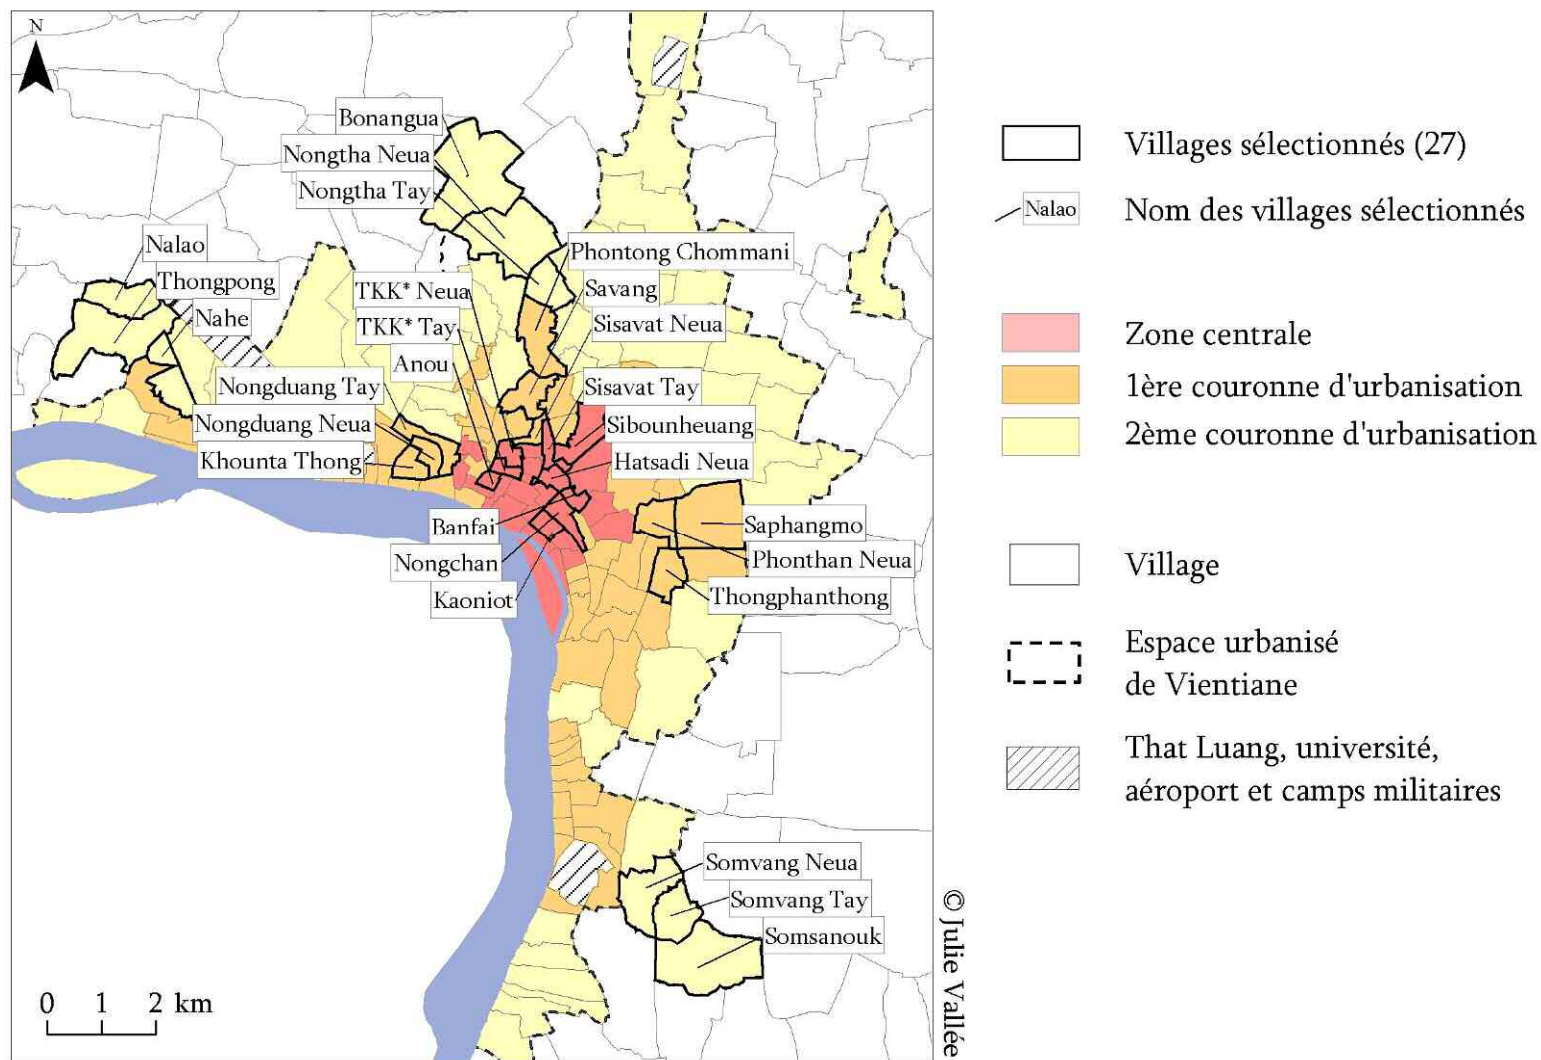 N
Bonangua
Nongtha Neua
Nongtha Tay
Nalao
Thongpong
Nahe
Phontong Chommani
TKK* Neua
Savang
TKK* Tay
Sisavat Neua
Anou
Nongduang Tay
Sisavat Tay
Nongduang Neua
Sibounheuang
Khounta Thong
Hatsadi Neua
Banfai
Saphangmo
Nongchan
Phonthan Neua
Kaoniot
Thongphanthong
Somvang Neua
Somvang Tay
Somsanouk
0 1 2 km
© Julie Vallée
Villages sélectionnés (27)
Nalao
Nom des villages sélectionnés
Zone centrale
1ère couronne d'urbanisation
2ème couronne d'urbanisation
Village
Espace urbanisé
de Vientiane
That Luang, université,
aéroport et camps militaires